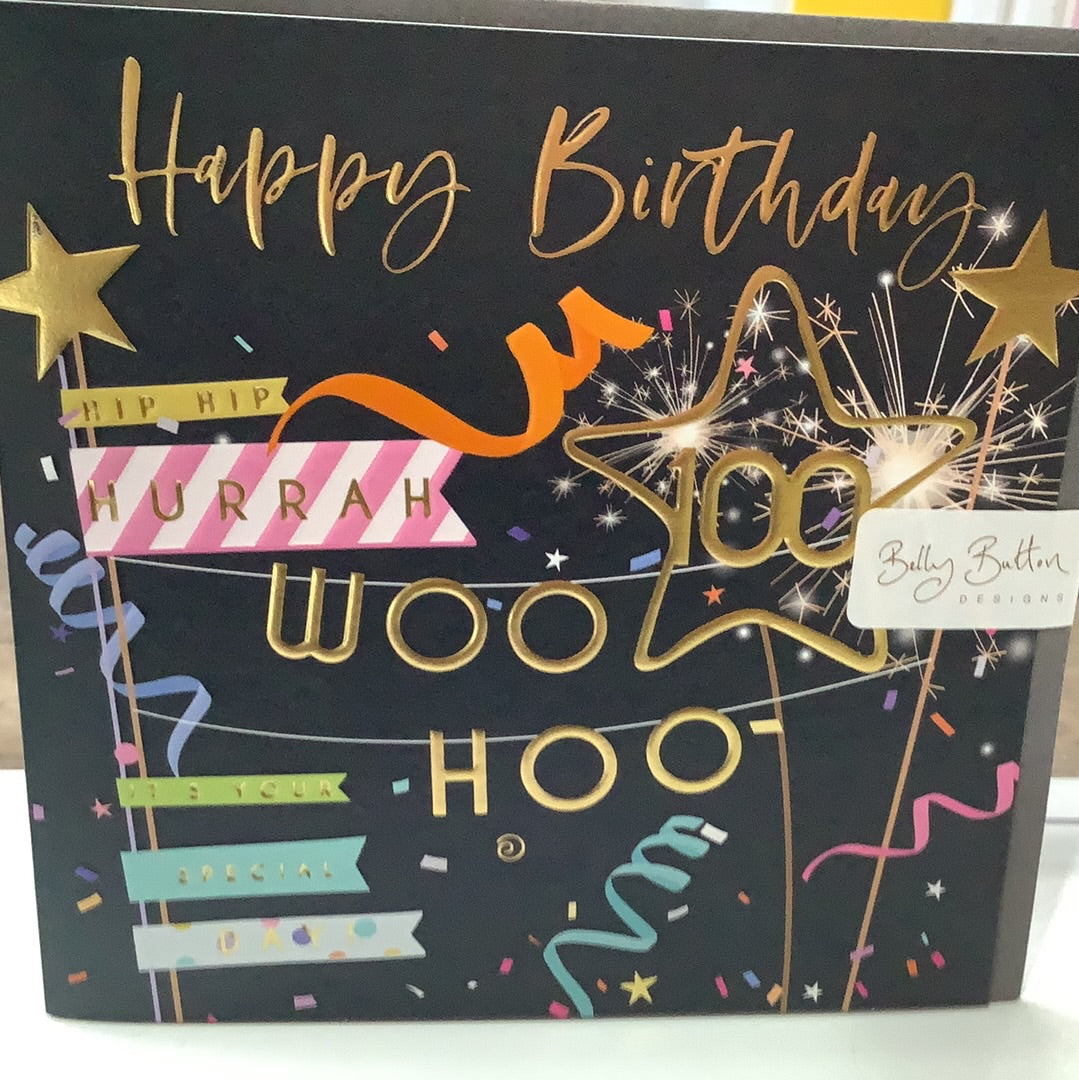 Happy Birthday
HIP HIP
HURRAH
100
WOO
HOO
Belly Button
DESIGNS
IT'S YOUR
SPECIAL
DAY!